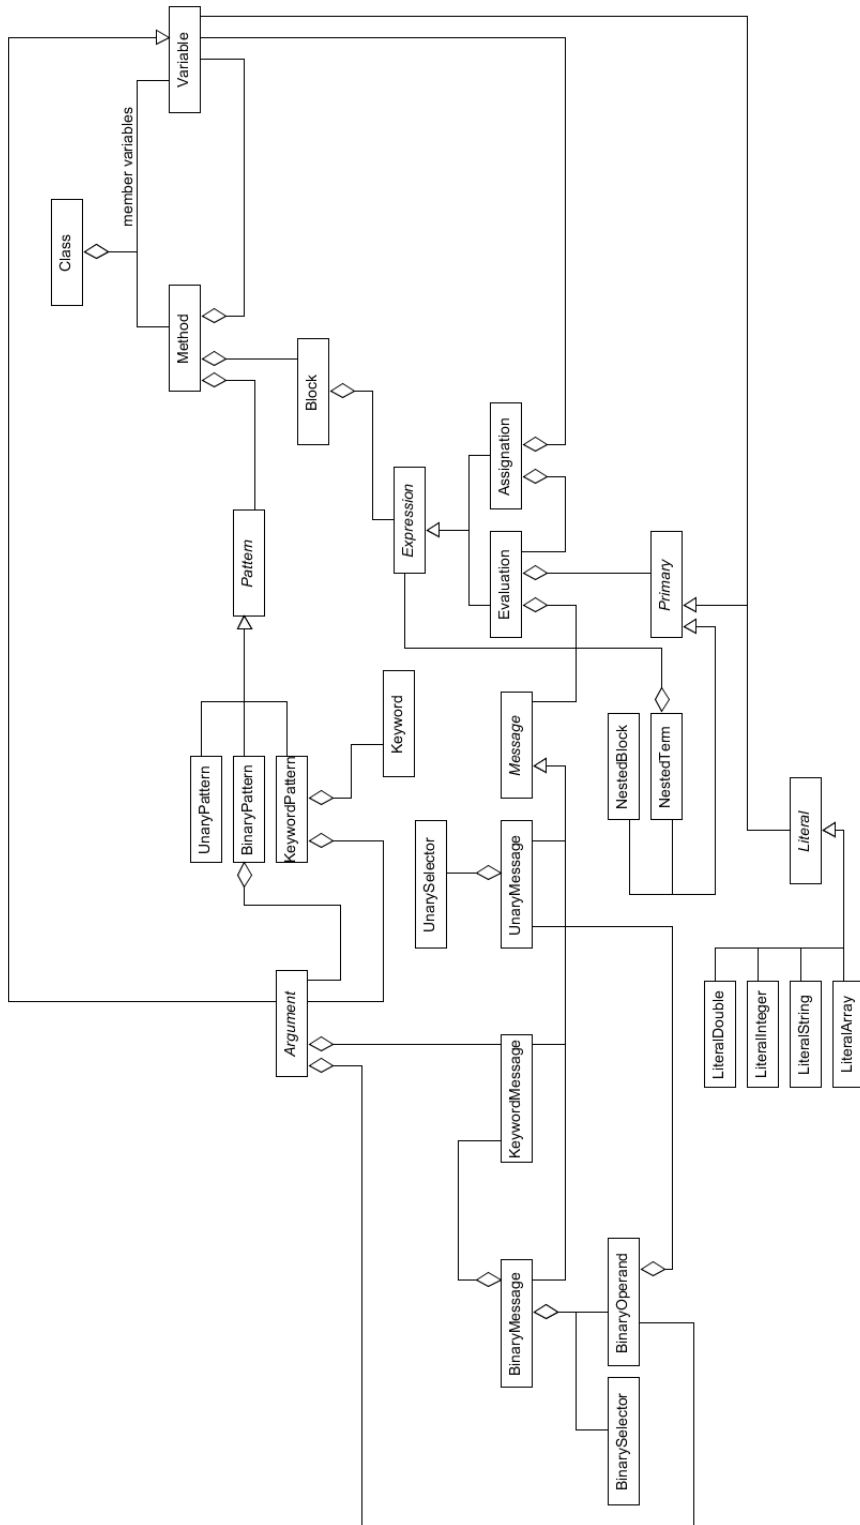 Class
member variables
Variable
Method
Block
Pattern
Expression
Assignation
Evaluation
Primary
UnaryPattern
BinaryPattern
KeywordPattern
Keyword
Message
NestedBlock
NestedTerm
Literal
UnarySelector
UnaryMessage
Argument
KeywordMessage
LiteralDouble
LiteralInteger
LiteralString
LiteralArray
BinaryMessage
BinaryOperand
BinarySelector